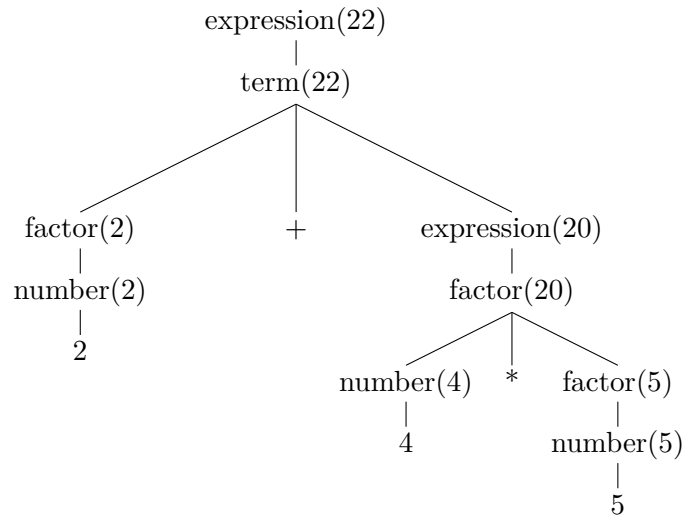 expression(22)
term(22)
factor(2) + expression(20)
number(2) factor(20)
2
number(4) * factor(5)
4 number(5)
5